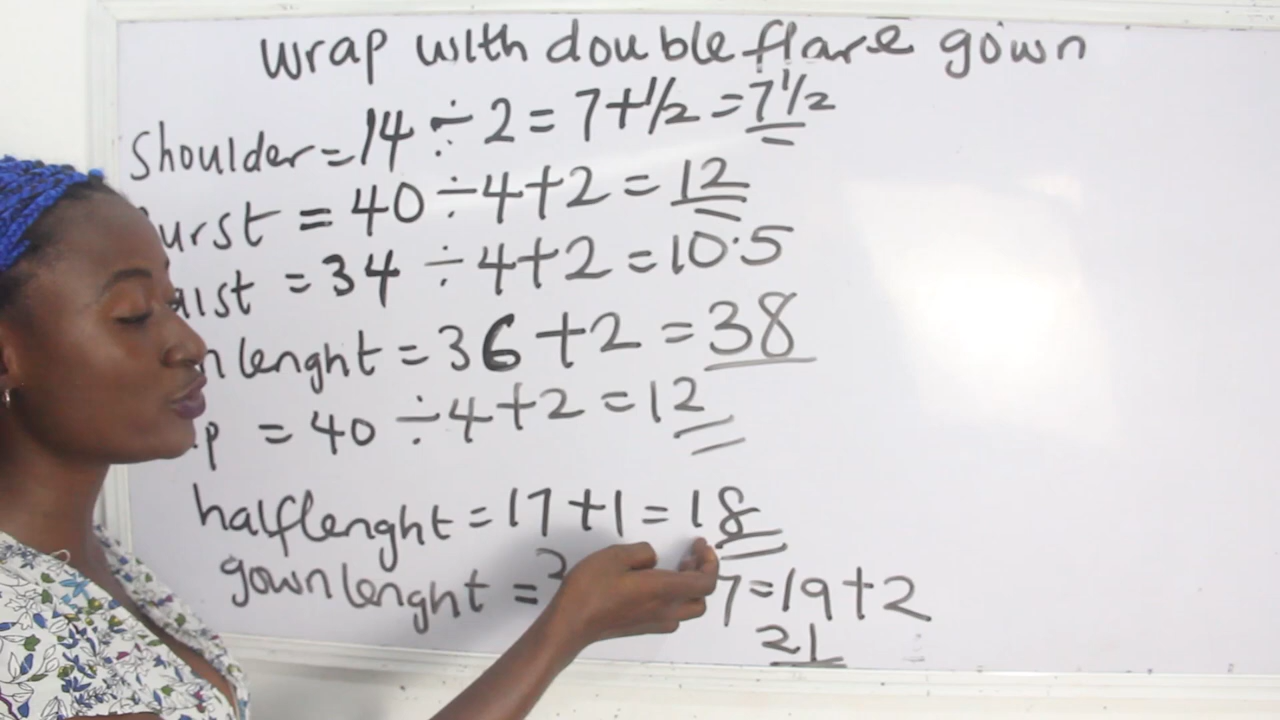 wrap with double flare gown
Shoulder = 14 ÷ 2 = 7 + 1/2 = 7 1/2
urst = 40 ÷ 4 + 2 = 12
aist = 34 ÷ 4 + 2 = 10.5
n lenght = 36 + 2 = 38
p = 40 ÷ 4 + 2 = 12
half lenght = 17 + 1 = 18
gown lenght = 7 = 19 + 2
21